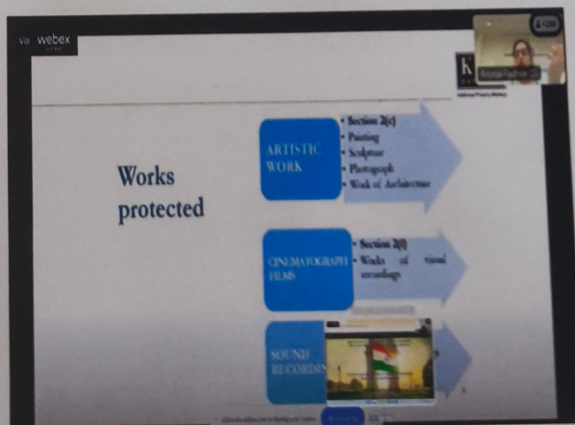 Via webex
Works
protected
ARTISTIC
WORK
• Section 2(c)
• Painting
• Sculpture
• Photograph
• Work of Architecture
CINEMATOGRAPH
FILMS
• Section 2(f)
• Works of visual
recordings
SOUND